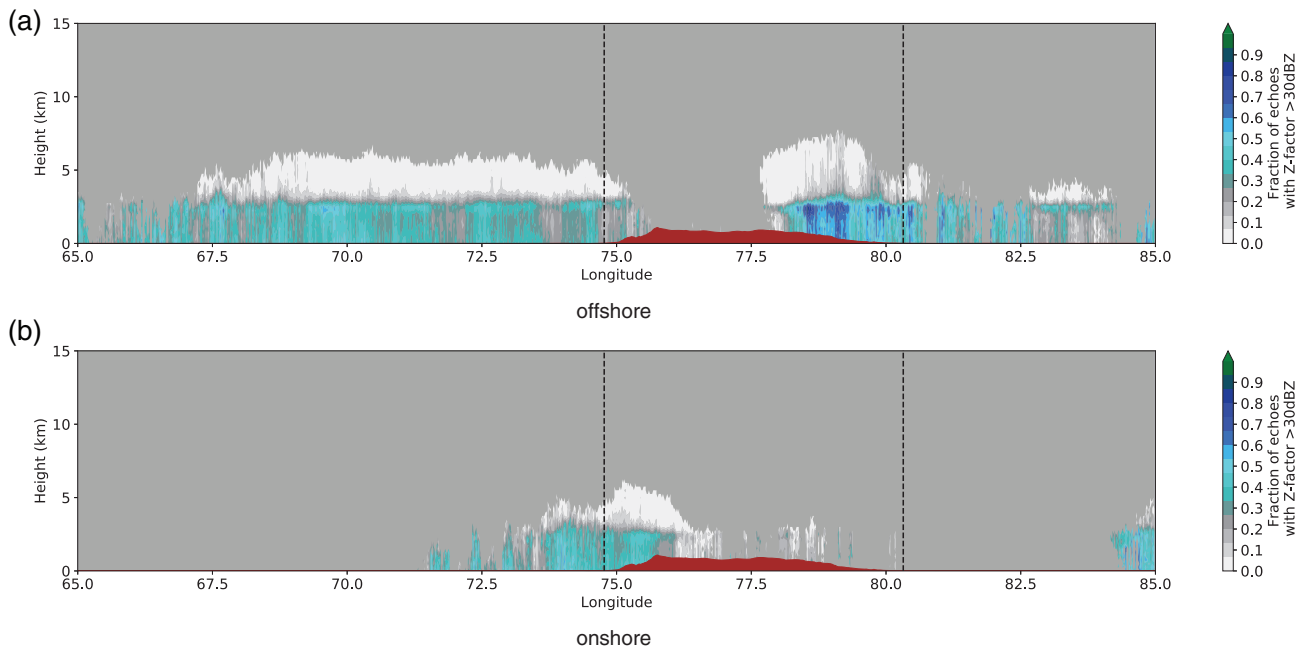 (a)
15
10
5
0
Height (km)
65.0 67.5 70.0 72.5 75.0 77.5 80.0 82.5 85.0
Longitude
0.9
0.8
0.7
0.6
0.5
0.4
0.3
0.2
0.1
0.0
Fraction of echoes
with Z-factor >30dBZ
offshore
(b)
15
10
5
0
Height (km)
65.0 67.5 70.0 72.5 75.0 77.5 80.0 82.5 85.0
Longitude
0.9
0.8
0.7
0.6
0.5
0.4
0.3
0.2
0.1
0.0
Fraction of echoes
with Z-factor >30dBZ
onshore